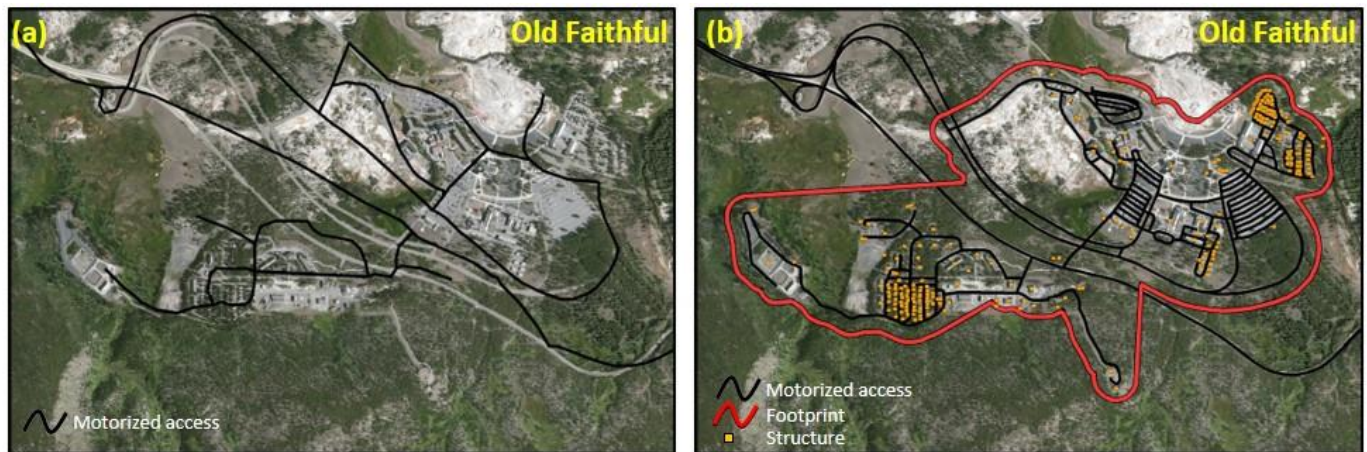 (a)
Old Faithful
Motorized access
(b)
Old Faithful
Motorized access
Footprint
Structure